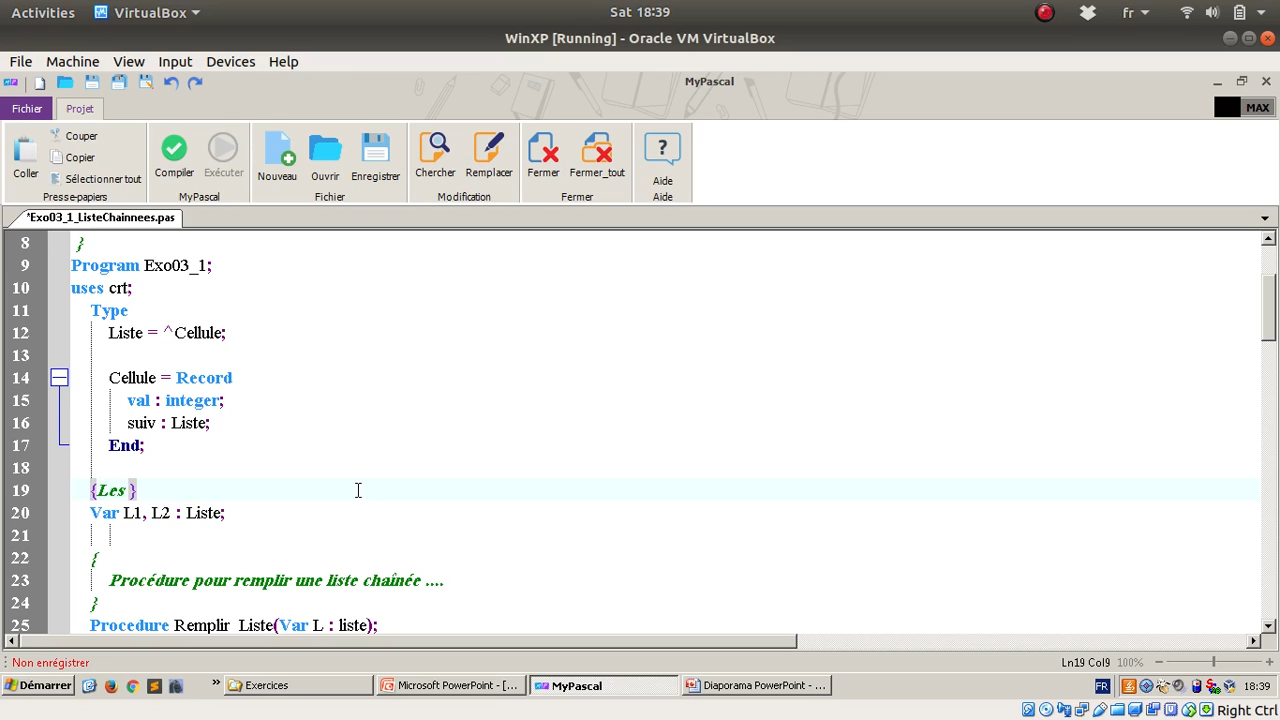 Activities VirtualBox Sat 18:39 fr
WinXP [Running] - Oracle VM VirtualBox
File Machine View Input Devices Help
MyPascal
Fichier Projet MAX
Coller Couper Copier Sélectionner tout Compiler Exécuter Nouveau Ouvrir Enregistrer Chercher Remplacer Fermer Fermer_tout ? Aide
Presse-papiers MyPascal Fichier Modification Fermer Aide
*Exo03_1_ListeChainnees.pas
8 }
9 Program Exo03_1;
10 uses crt;
11 Type
12 Liste = ^Cellule;
13
14 Cellule = Record
15 val : integer;
16 suiv : Liste;
17 End;
18
19 {Les }
20 Var L1, L2 : Liste;
21
22 {
23 Procédure pour remplir une liste chaînée ....
24 }
25 Procedure Remplir_Liste(Var L : liste);
Non enrégistrer Ln19 Col9 100%
Démarrer » Exercices Microsoft PowerPoint - [... MyPascal Diaporama PowerPoint - ... FR 18:39
Right Ctrl